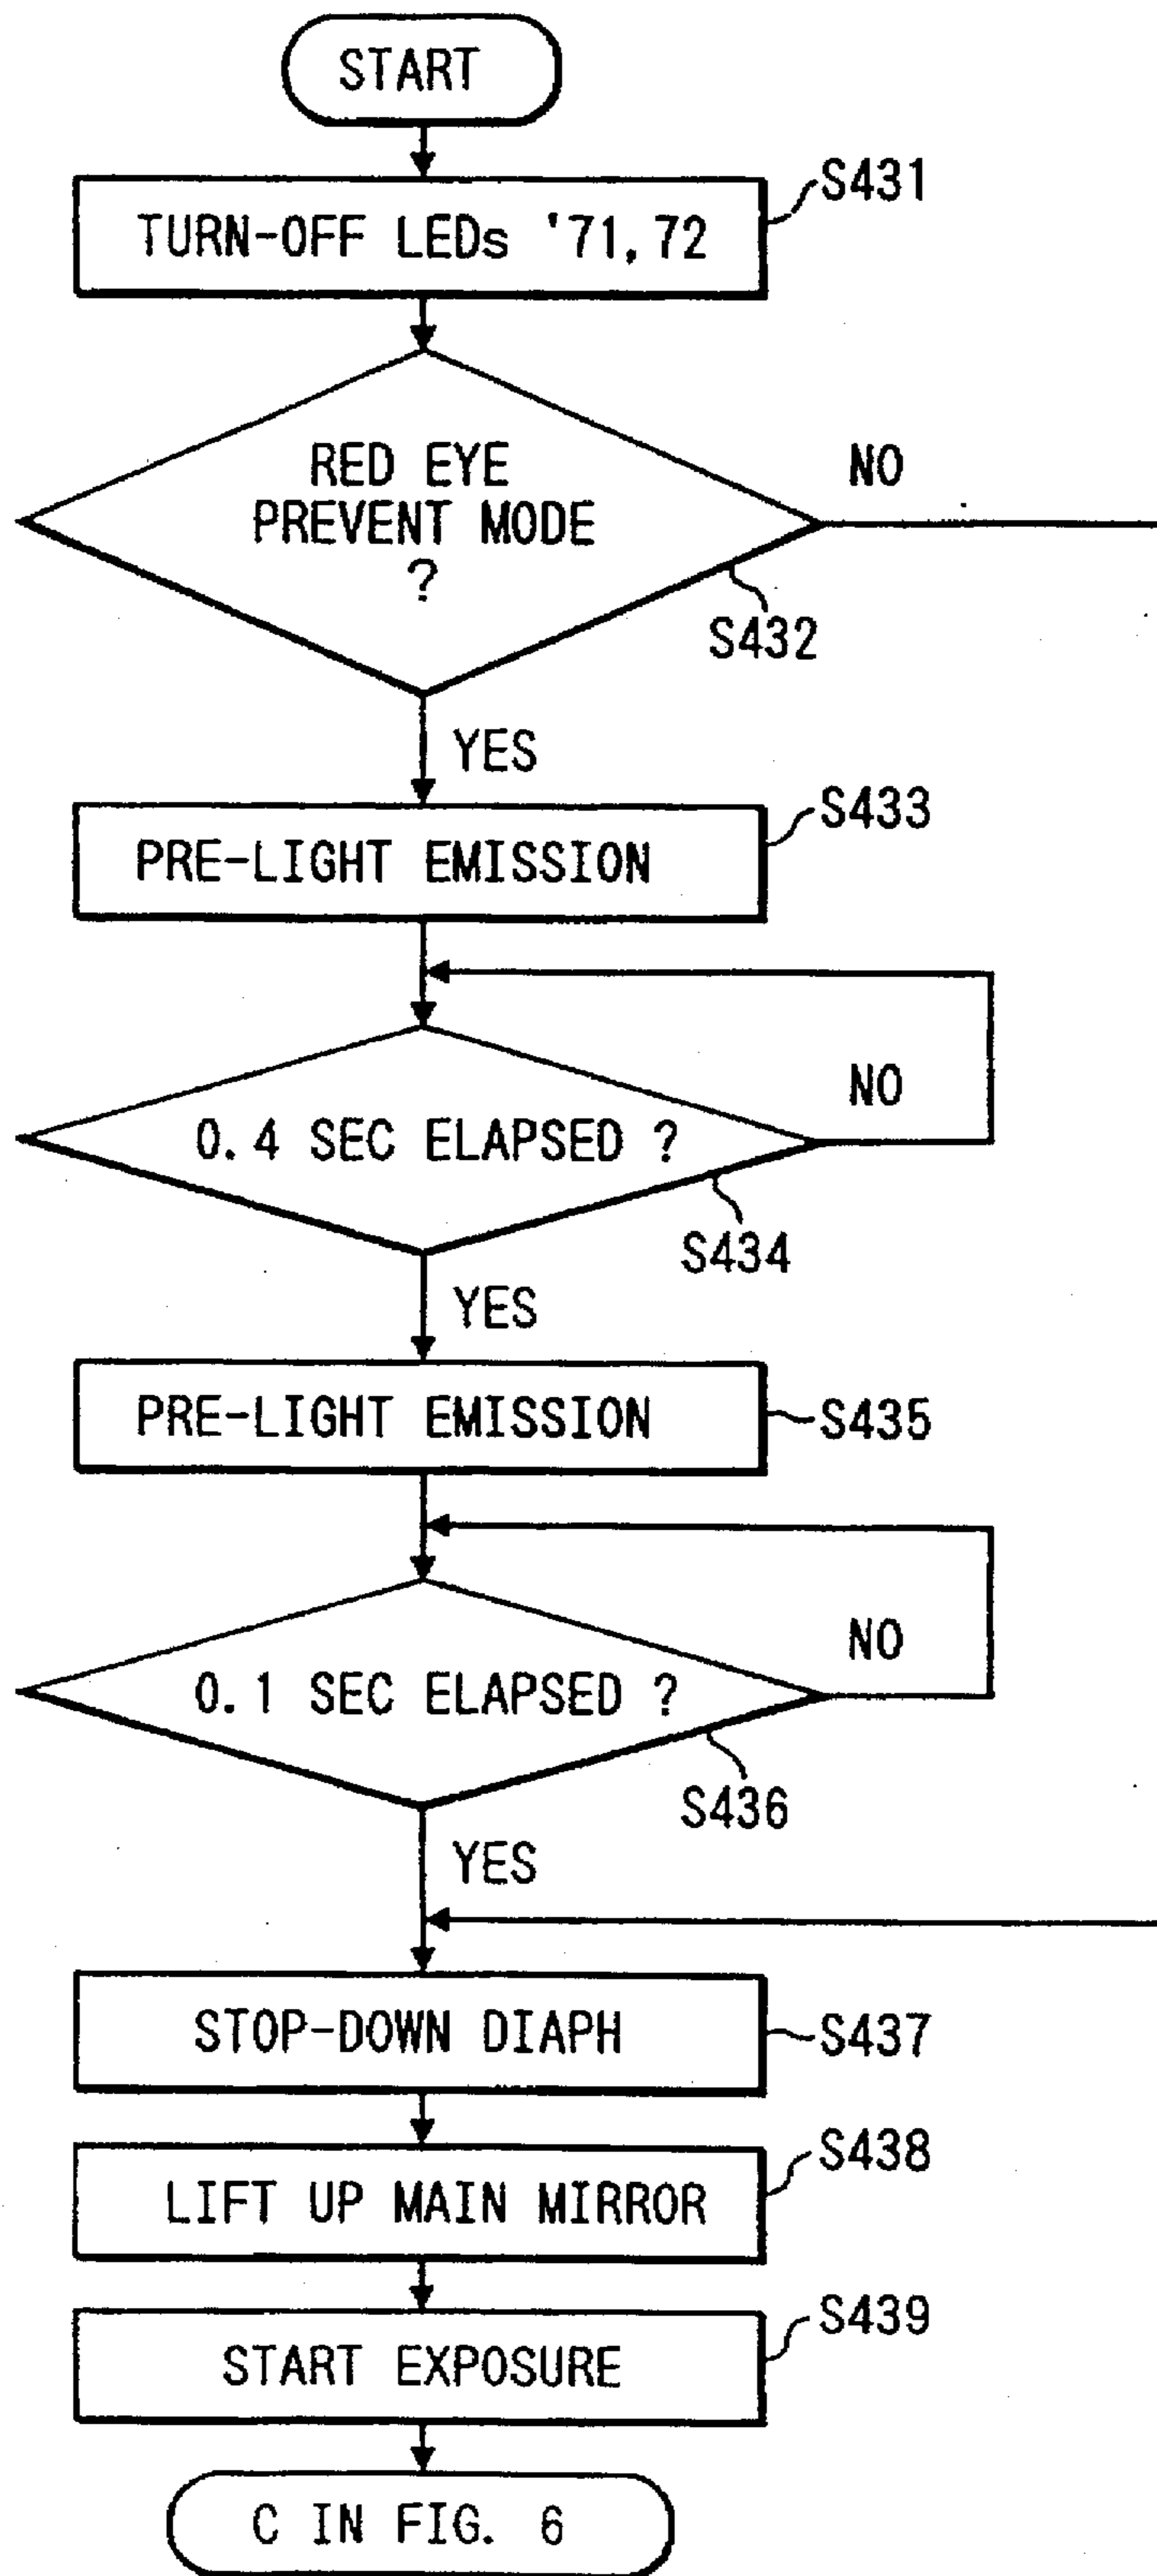 START
S431
TURN-OFF LEDs '71, 72
RED EYE
PREVENT MODE
?
NO
S432
YES
S433
PRE-LIGHT EMISSION
NO
0.4 SEC ELAPSED ?
S434
YES
PRE-LIGHT EMISSION
S435
NO
0.1 SEC ELAPSED ?
S436
YES
STOP-DOWN DIAPH
S437
S438
LIFT UP MAIN MIRROR
S439
START EXPOSURE
C IN FIG. 6